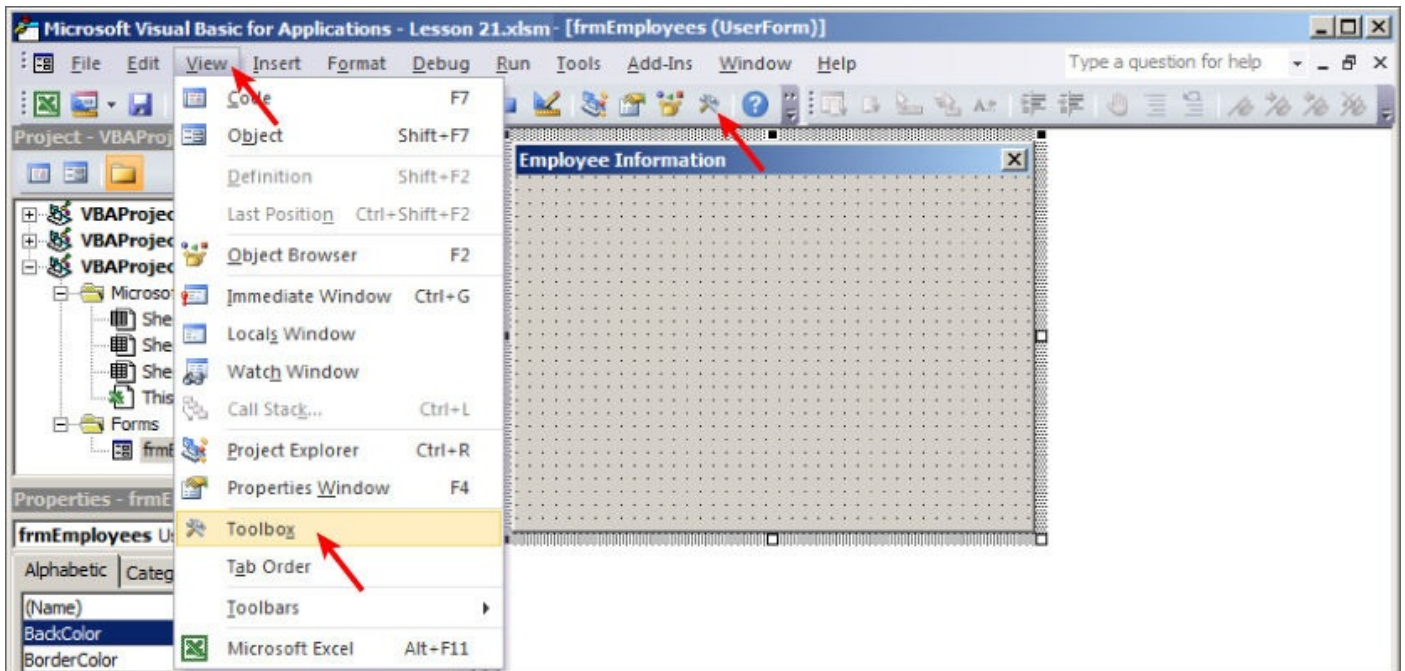 Microsoft Visual Basic for Applications - Lesson 21.xlsm - [frmEmployees (UserForm)]
File Edit View Insert Format Debug Run Tools Add-Ins Window Help Type a question for help
Project - VBAProj
VBAProjec
VBAProjec
VBAProjec
Microso
She
She
She
This
Forms
frmE
Properties - frmE
frmEmployees Us
Alphabetic Categ
(Name)
BackColor
BorderColor
Code F7
Object Shift+F7
Definition Shift+F2
Last Position Ctrl+Shift+F2
Object Browser F2
Immediate Window Ctrl+G
Locals Window
Watch Window
Call Stack... Ctrl+L
Project Explorer Ctrl+R
Properties Window F4
Toolbox
Tab Order
Toolbars
Microsoft Excel Alt+F11
Employee Information